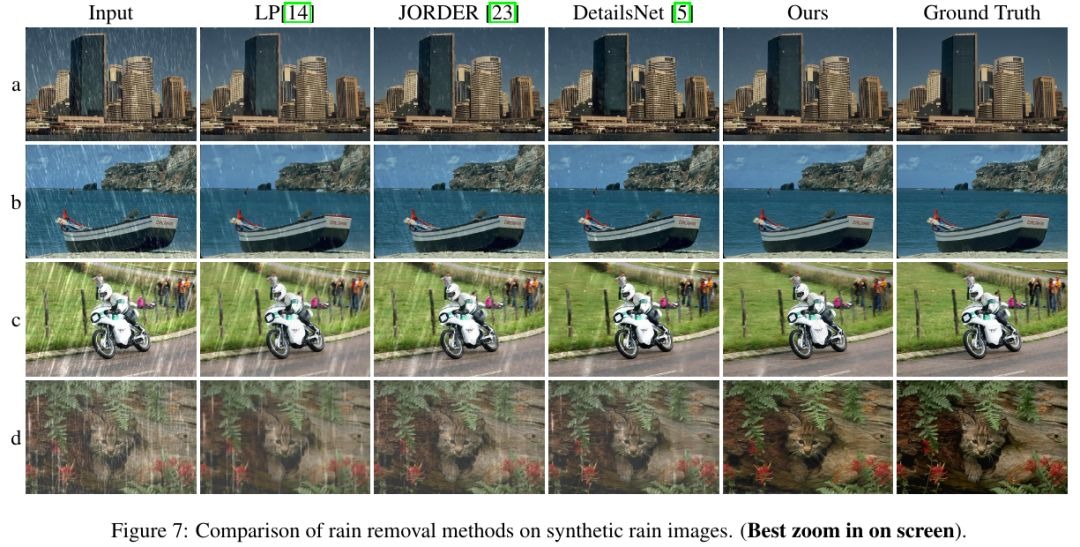 Input LP[14] JORDER [23] DetailsNet [5] Ours Ground Truth
a
b
c
d
Figure 7: Comparison of rain removal methods on synthetic rain images. (Best zoom in on screen).